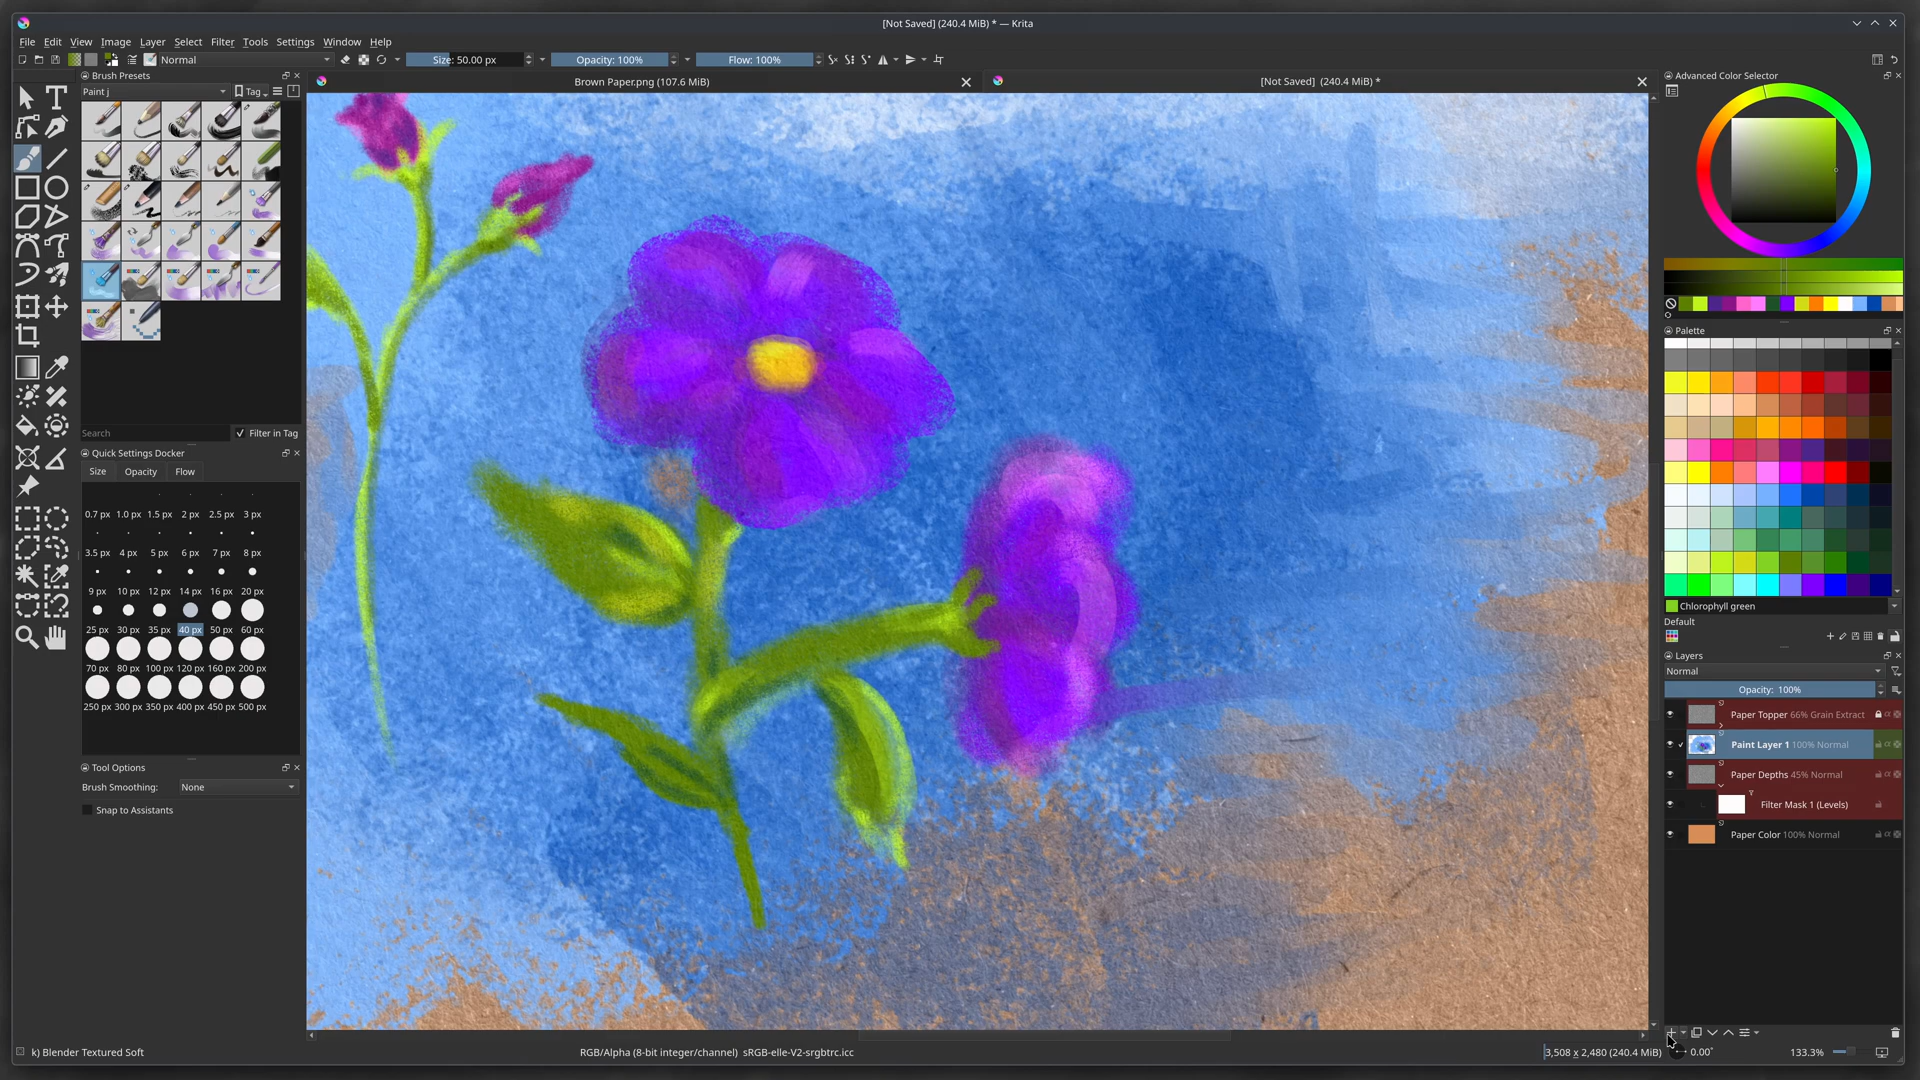 [Not Saved] (240.4 MiB) * — Krita
File Edit View Image Layer Select Filter Tools Settings Window Help
Normal Size: 50.00 px Opacity: 100% Flow: 100%
Brush Presets
Paint j Tag
Search Filter in Tag
Quick Settings Docker
Size Opacity Flow
0.7 px 1.0 px 1.5 px 2 px 2.5 px 3 px
3.5 px 4 px 5 px 6 px 7 px 8 px
9 px 10 px 12 px 14 px 16 px 20 px
25 px 30 px 35 px 40 px 50 px 60 px
70 px 80 px 100 px 120 px 160 px 200 px
250 px 300 px 350 px 400 px 450 px 500 px
Tool Options
Brush Smoothing: None
Snap to Assistants
Brown Paper.png (107.6 MiB)
[Not Saved] (240.4 MiB) *
Advanced Color Selector
Palette
Chlorophyll green
Default
Layers
Normal
Opacity: 100%
Paper Topper 66% Grain Extract
Paint Layer 1 100% Normal
Paper Depths 45% Normal
Filter Mask 1 (Levels)
Paper Color 100% Normal
k) Blender Textured Soft
RGB/Alpha (8-bit integer/channel) sRGB-elle-V2-srgbtrc.icc
3,508 x 2,480 (240.4 MiB)
0.00°
133.3%